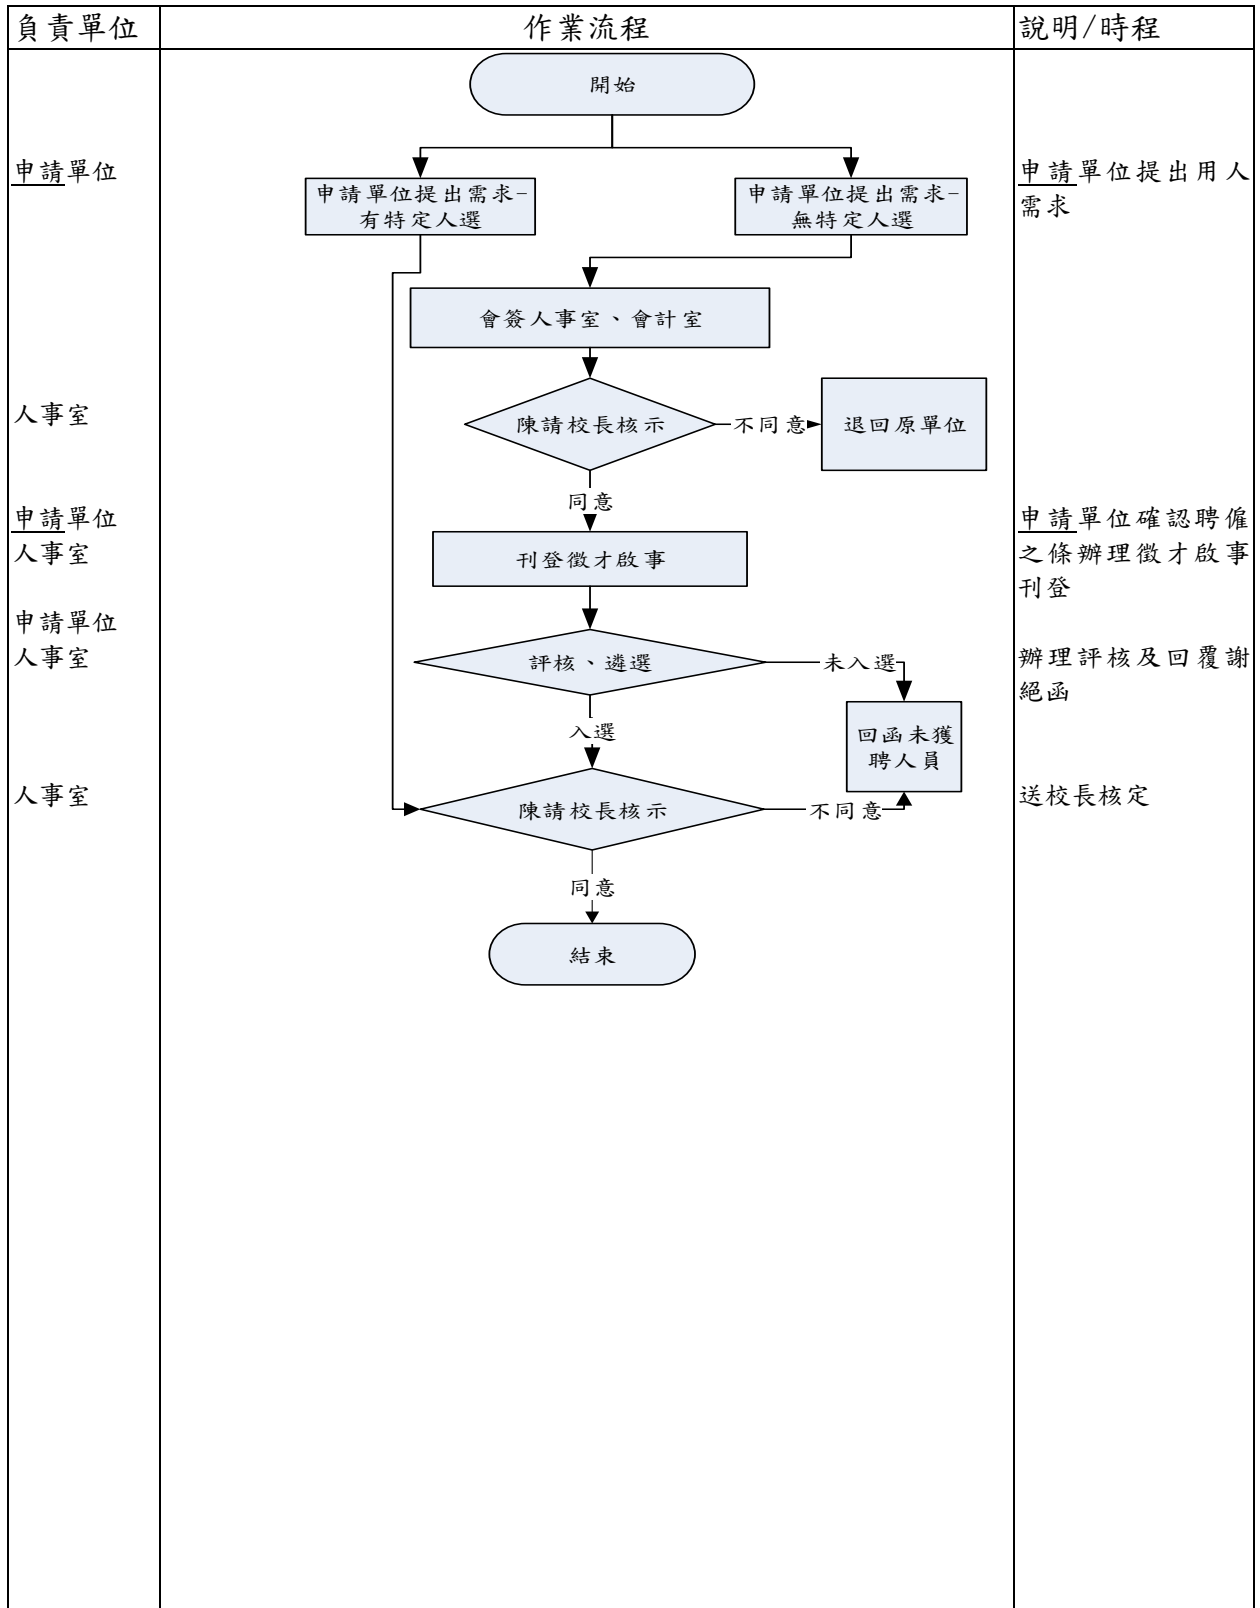 負責單位
作業流程
說明/時程
開始
申請單位
申請單位提出需求-
有特定人選
申請單位提出需求-
無特定人選
申請單位提出用人
需求
會簽人事室、會計室
人事室
陳請校長核示
不同意
退回原單位
同意
申請單位
人事室
刊登徵才啟事
申請單位確認聘僱
之條辦理徵才啟事
刊登
申請單位
人事室
評核、遴選
未入選
辦理評核及回覆謝
絕函
入選
回函未獲
聘人員
人事室
陳請校長核示
不同意
送校長核定
同意
結束